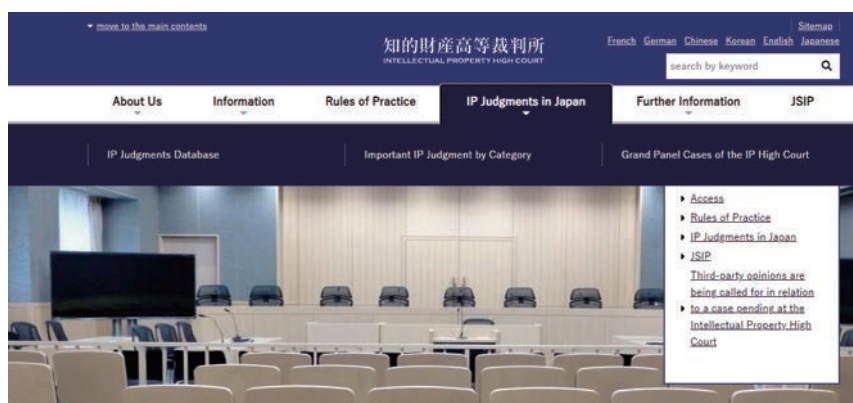 move to the main contents
Sitemap
知的財産高等裁判所
INTELLECTUAL PROPERTY HIGH COURT
French German Chinese Korean English Japanese
search by keyword
About Us Information Rules of Practice IP Judgments in Japan Further Information JSIP
IP Judgments Database Important IP Judgment by Category Grand Panel Cases of the IP High Court
Access
Rules of Practice
IP Judgments in Japan
JSIP
Third-party opinions are
being called for in relation
to a case pending at the
Intellectual Property High
Court